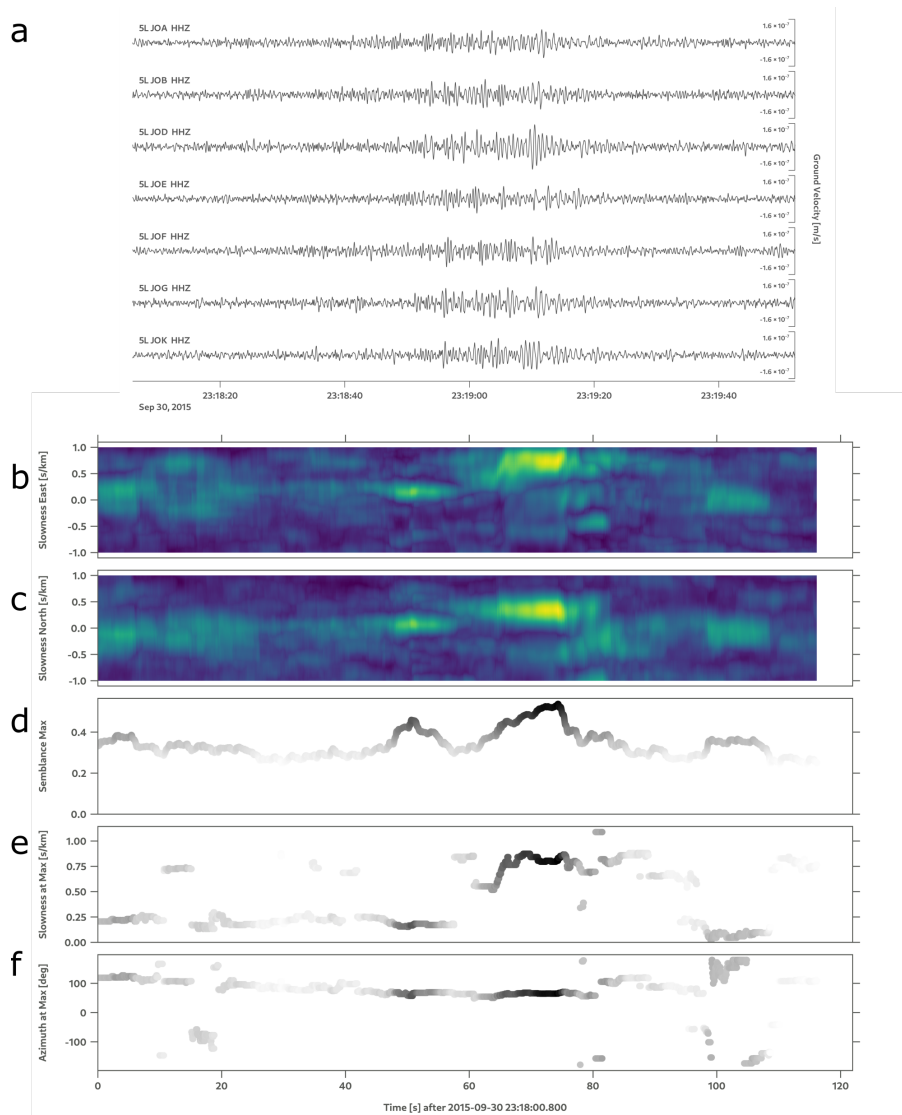 a
5L JOA HHZ
1.6 × 10⁻⁷
-1.6 × 10⁻⁷
5L JOB HHZ
1.6 × 10⁻⁷
-1.6 × 10⁻⁷
5L JOD HHZ
1.6 × 10⁻⁷
-1.6 × 10⁻⁷
5L JOE HHZ
1.6 × 10⁻⁷
-1.6 × 10⁻⁷
5L JOF HHZ
1.6 × 10⁻⁷
-1.6 × 10⁻⁷
5L JOG HHZ
1.6 × 10⁻⁷
-1.6 × 10⁻⁷
5L JOK HHZ
1.6 × 10⁻⁷
-1.6 × 10⁻⁷
Ground Velocity [m/s]
23:18:20 23:18:40 23:19:00 23:19:20 23:19:40
Sep 30, 2015
0 20 40 60 80 100 120
b
Slowness East [s/km]
1.0
0.5
0.0
-0.5
-1.0
c
Slowness North [s/km]
1.0
0.5
0.0
-0.5
-1.0
d
Semblance Max
0.4
0.2
0.0
e
Slowness at Max [s/km]
1.00
0.75
0.50
0.25
0.00
f
Azimuth at Max [deg]
100
0
-100
0 20 40 60 80 100 120
Time [s] after 2015-09-30 23:18:00.800